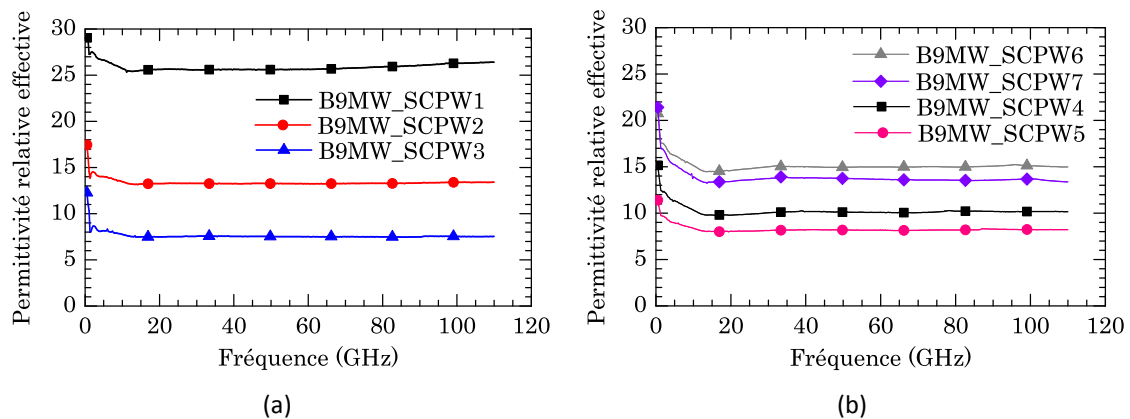 Permittivité relative effective
30
25
20
15
10
5
0
B9MW_SCPW1
B9MW_SCPW2
B9MW_SCPW3
0 20 40 60 80 100 120
Fréquence (GHz)
(a)
Permittivité relative effective
30
25
20
15
10
5
0
B9MW_SCPW6
B9MW_SCPW7
B9MW_SCPW4
B9MW_SCPW5
0 20 40 60 80 100 120
Fréquence (GHz)
(b)